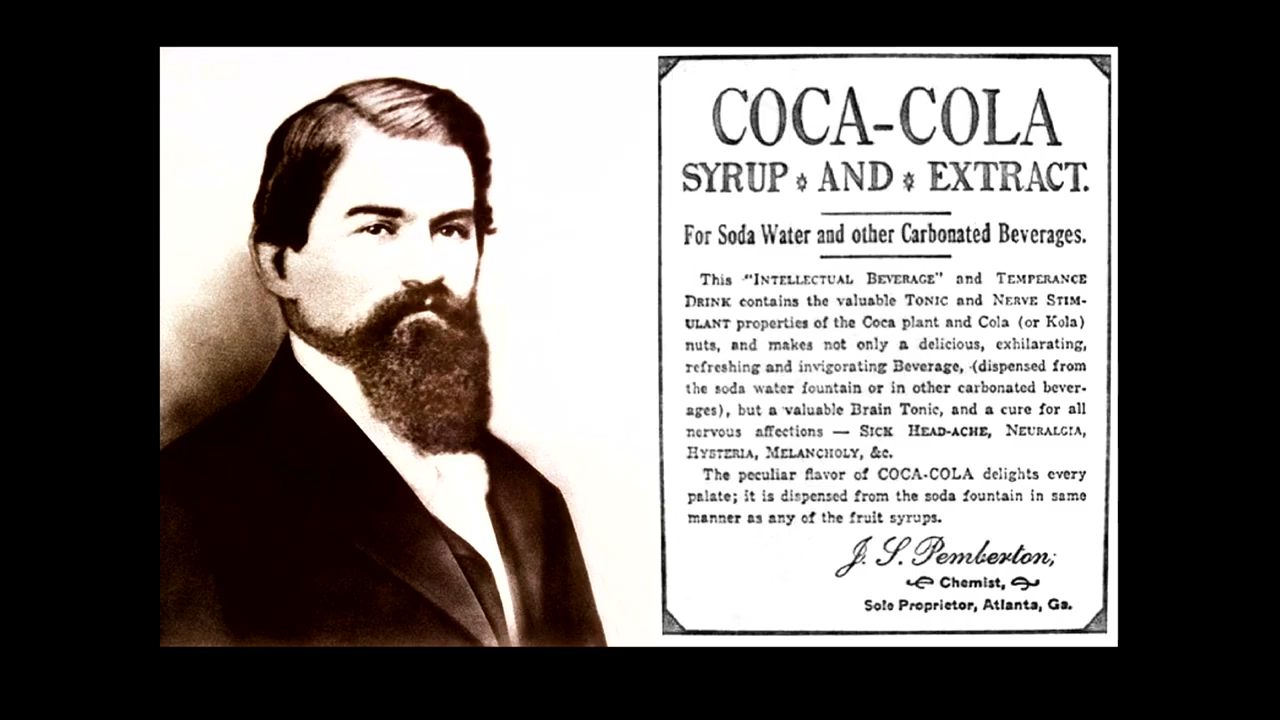 COCA-COLA
SYRUP * AND * EXTRACT.
For Soda Water and other Carbonated Beverages.
This "INTELLECTUAL BEVERAGE" and TEMPERANCE
DRINK contains the valuable TONIC and NERVE STIM-
ULANT properties of the Coca plant and Cola (or Kola)
nuts, and makes not only a delicious, exhilarating,
refreshing and invigorating Beverage, (dispensed from
the soda water fountain or in other carbonated bever-
ages), but a valuable Brain Tonic, and a cure for all
nervous affections — SICK HEAD-ACHE, NEURALGIA,
HYSTERIA, MELANCHOLY, &c.
The peculiar flavor of COCA-COLA delights every
palate; it is dispensed from the soda fountain in same
manner as any of the fruit syrups.
J. S. Pemberton;
Chemist,
Sole Proprietor, Atlanta, Ga.